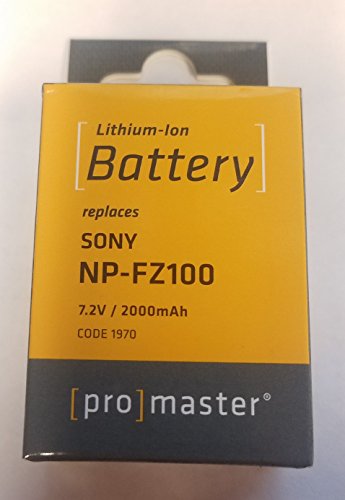 Lithium-Ion
[Battery]
replaces
SONY
NP-FZ100
7.2V / 2000mAh
CODE 1970
[pro]master®